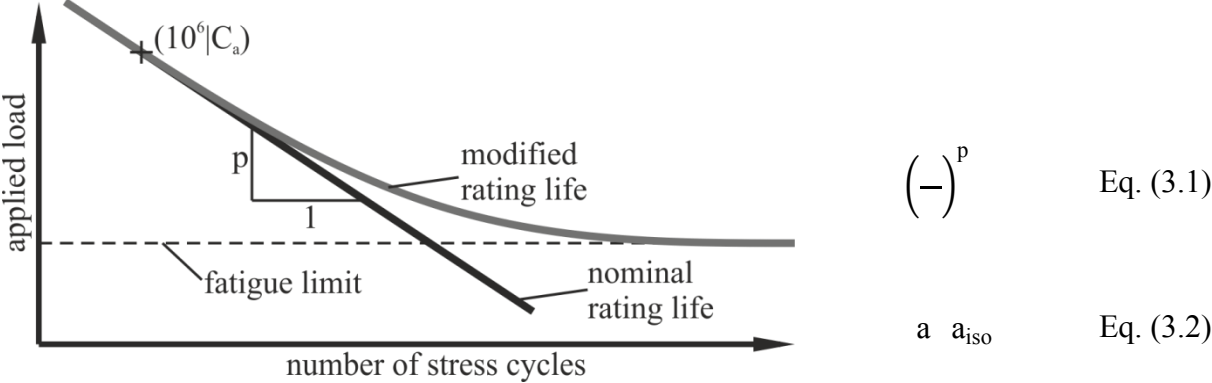 (10⁶|Cₐ)
applied load
p
1
modified
rating life
fatigue limit
nominal
rating life
number of stress cycles
(—)ᵖ Eq. (3.1)
a a_iso Eq. (3.2)